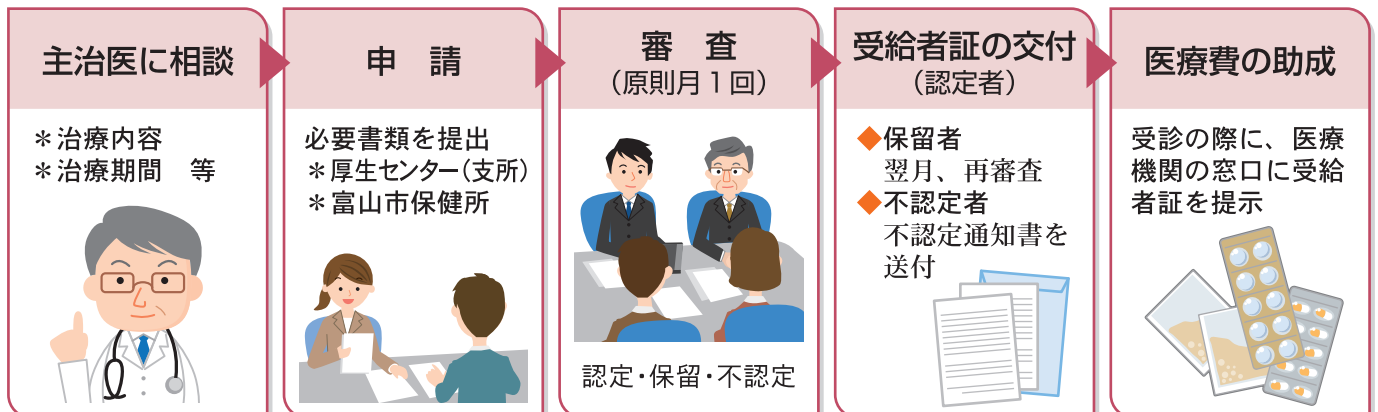 主治医に相談
＊治療内容
＊治療期間　等
申　請
必要書類を提出
＊厚生センター（支所）
＊富山市保健所
審　査
（原則月１回）
認定・保留・不認定
受給者証の交付
（認定者）
◆保留者
翌月、再審査
◆不認定者
不認定通知書を
送付
医療費の助成
受診の際に、医療
機関の窓口に受給
者証を提示